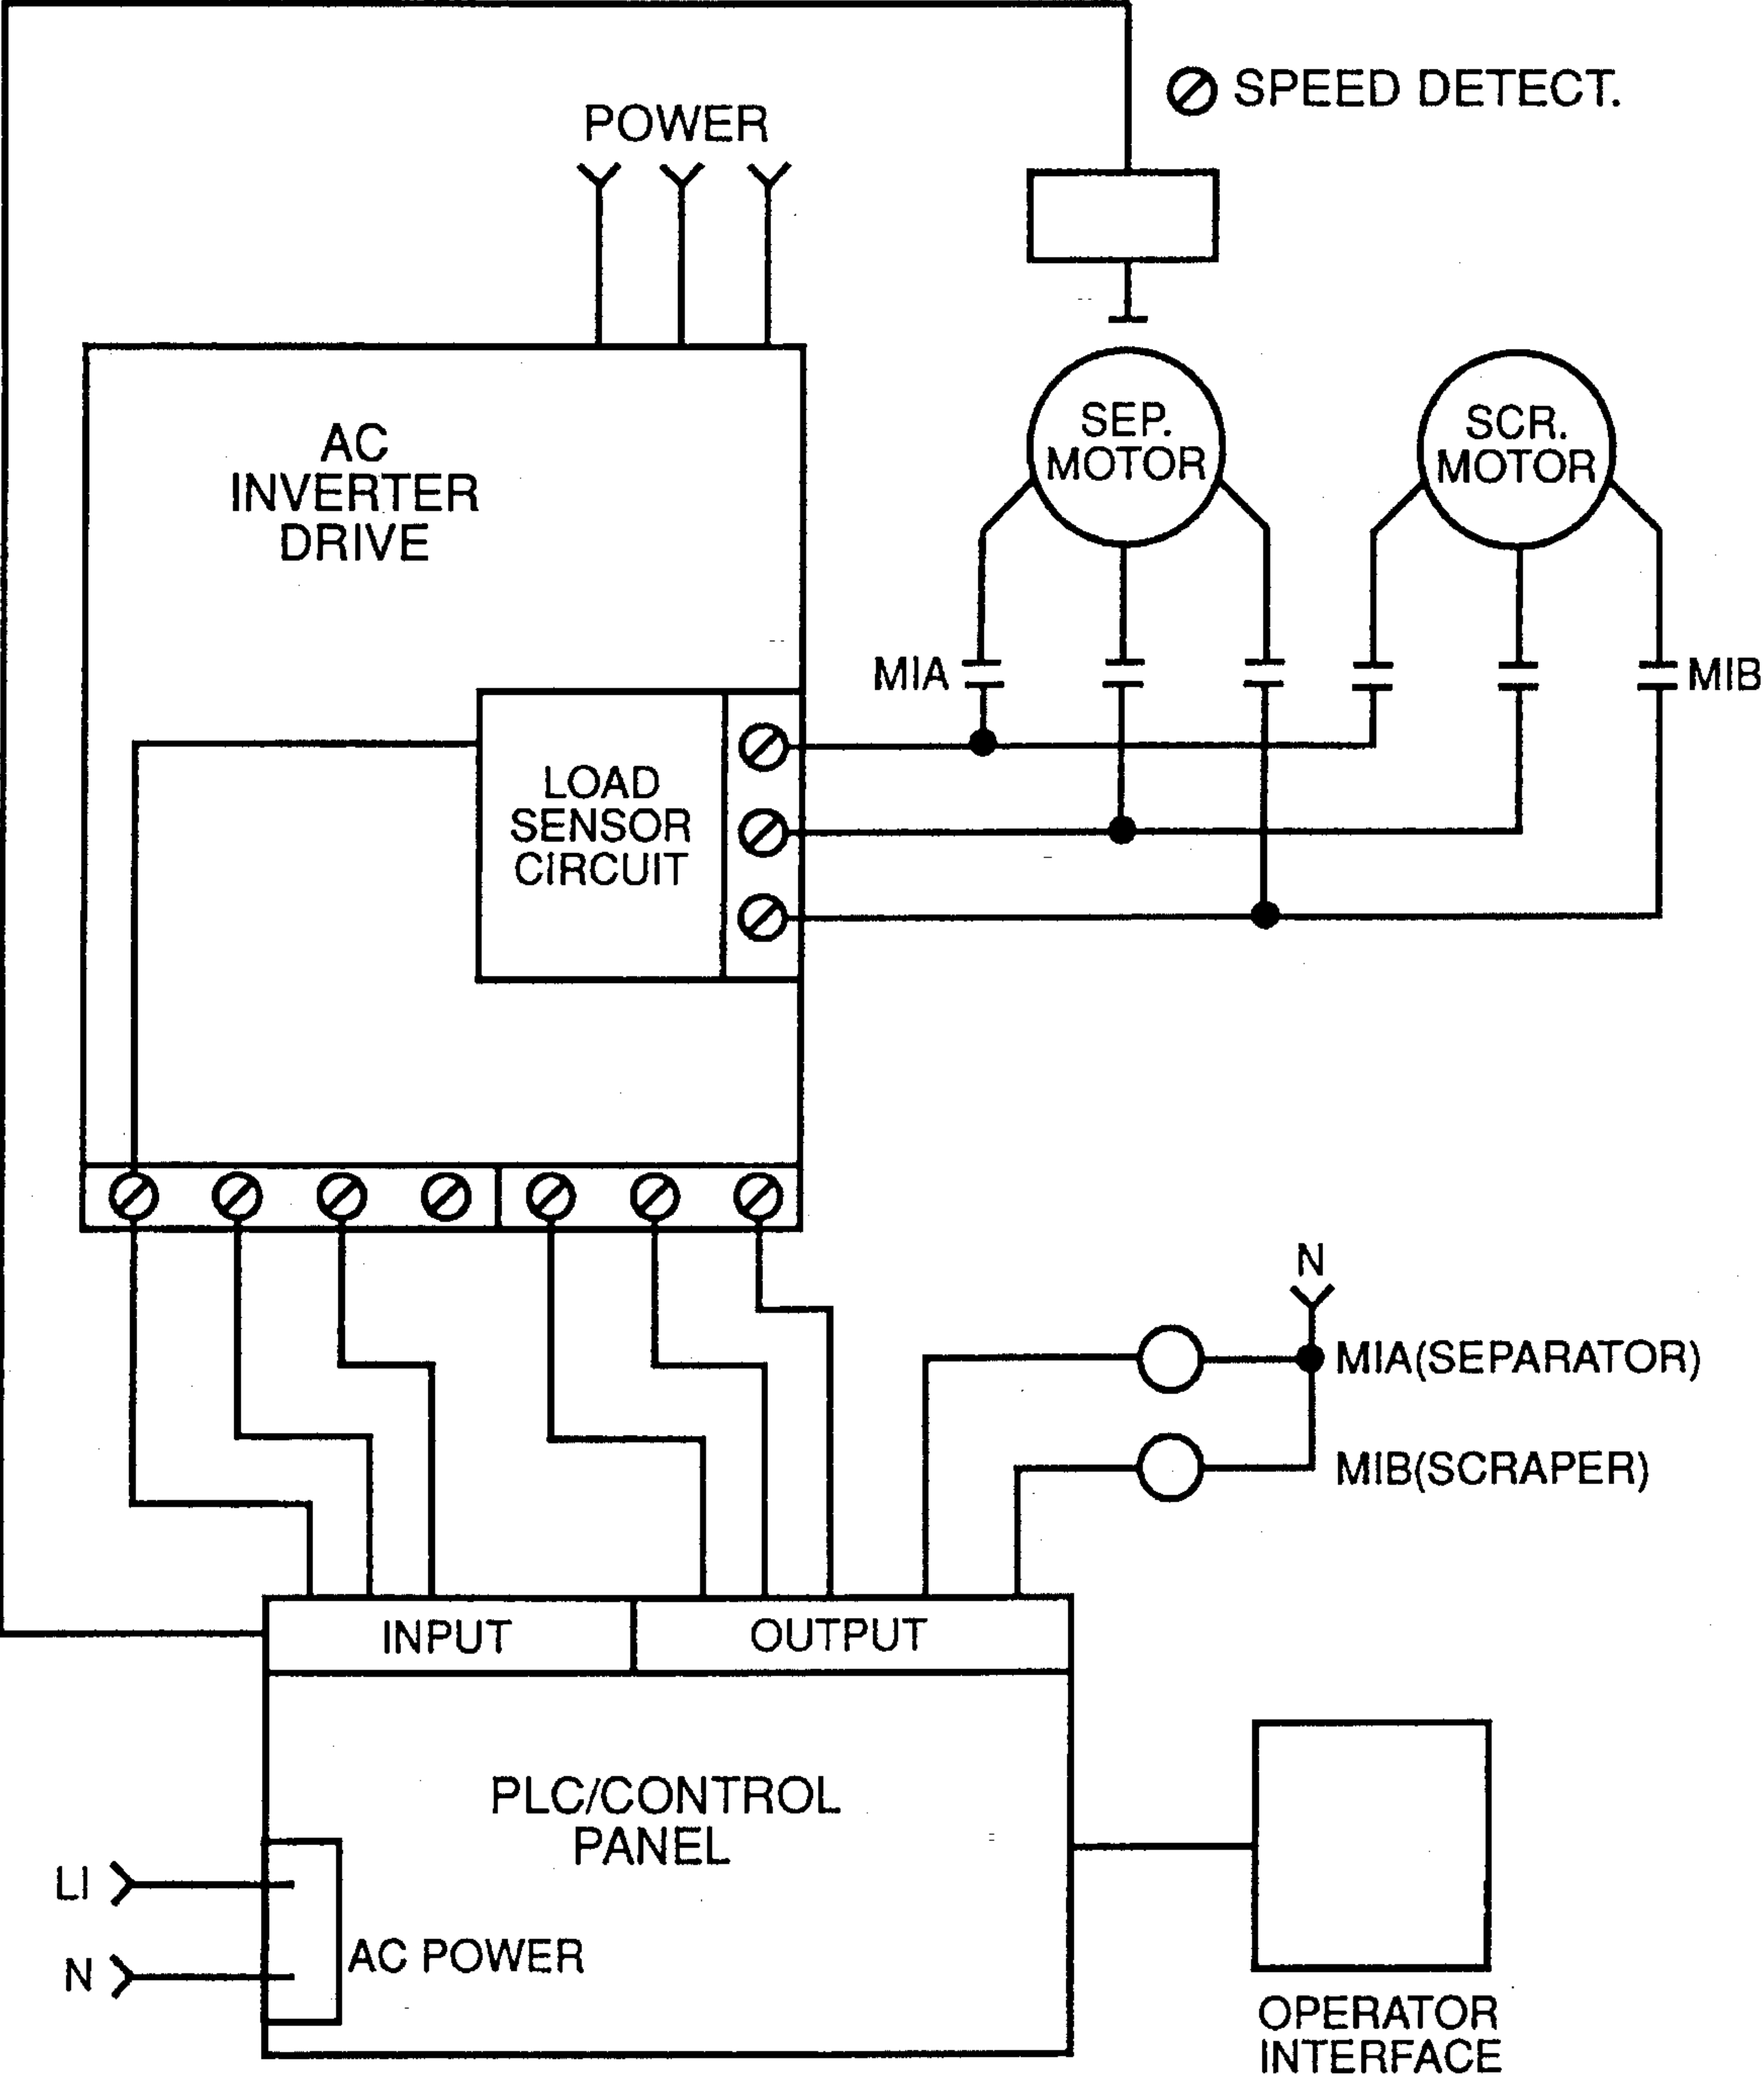 SPEED DETECT.
POWER
AC
INVERTER
DRIVE
SEP.
MOTOR
SCR.
MOTOR
MIA
MIB
LOAD
SENSOR
CIRCUIT
N
MIA(SEPARATOR)
MIB(SCRAPER)
INPUT
OUTPUT
PLC/CONTROL
PANEL
LI
N
AC POWER
OPERATOR
INTERFACE